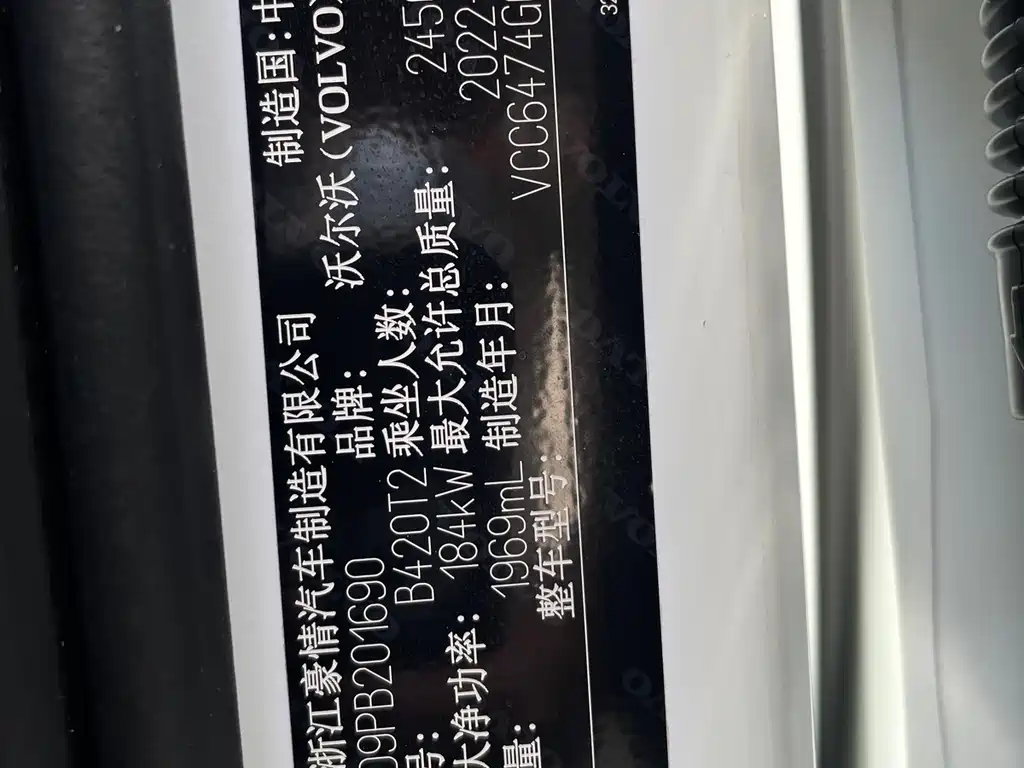 浙江豪情汽车制造有限公司 制造国:中
09PB201690 品牌: 沃尔沃(VOLVO)
号: B420T2 乘坐人数:
大净功率: 184kW 最大允许总质量: 245
量: 1969mL 制造年月: 2022-
整车型号: VCC6474G
32